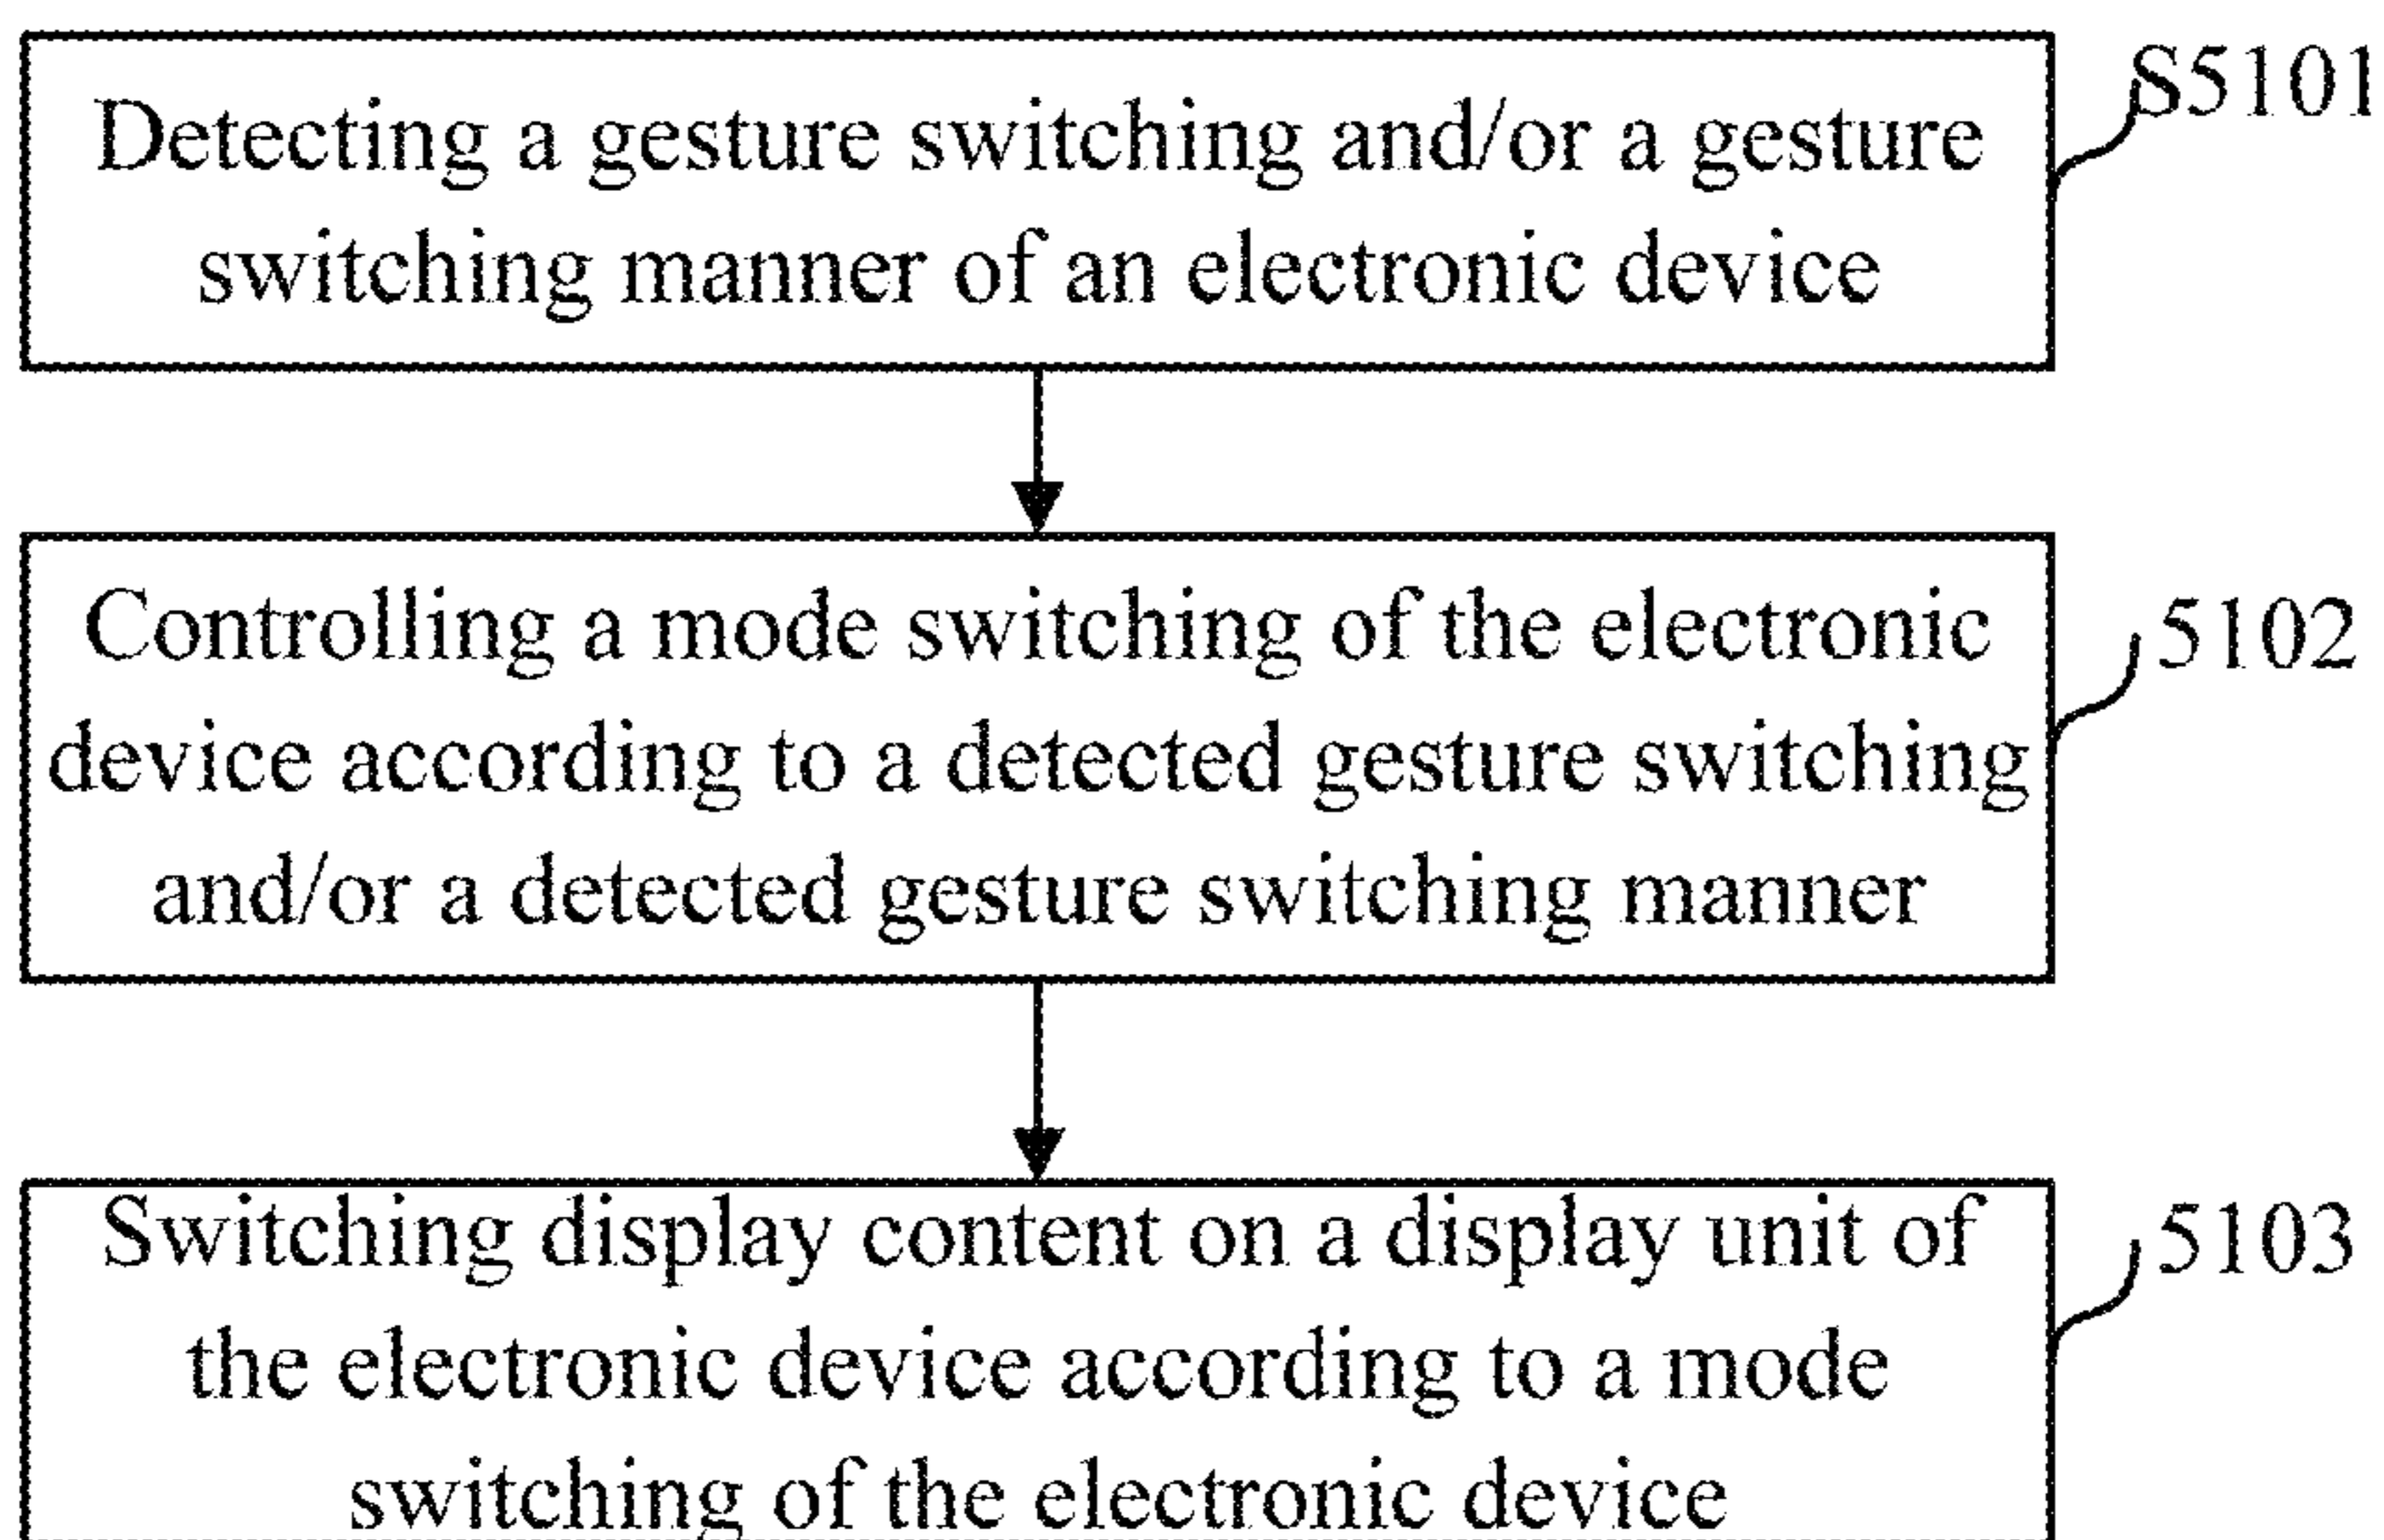 Detecting a gesture switching and/or a gesture
switching manner of an electronic device
S5101
Controlling a mode switching of the electronic
device according to a detected gesture switching
and/or a detected gesture switching manner
5102
Switching display content on a display unit of
the electronic device according to a mode
switching of the electronic device
5103